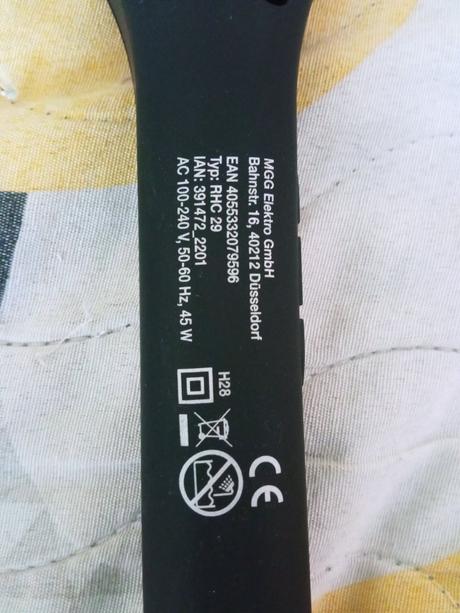 MGG Elektro GmbH
Bahnstr. 16, 40212 Düsseldorf
EAN 4055332079596
Typ: RHC 29
IAN: 391472_2201
AC 100-240 V, 50-60 Hz, 45 W
H28
CE